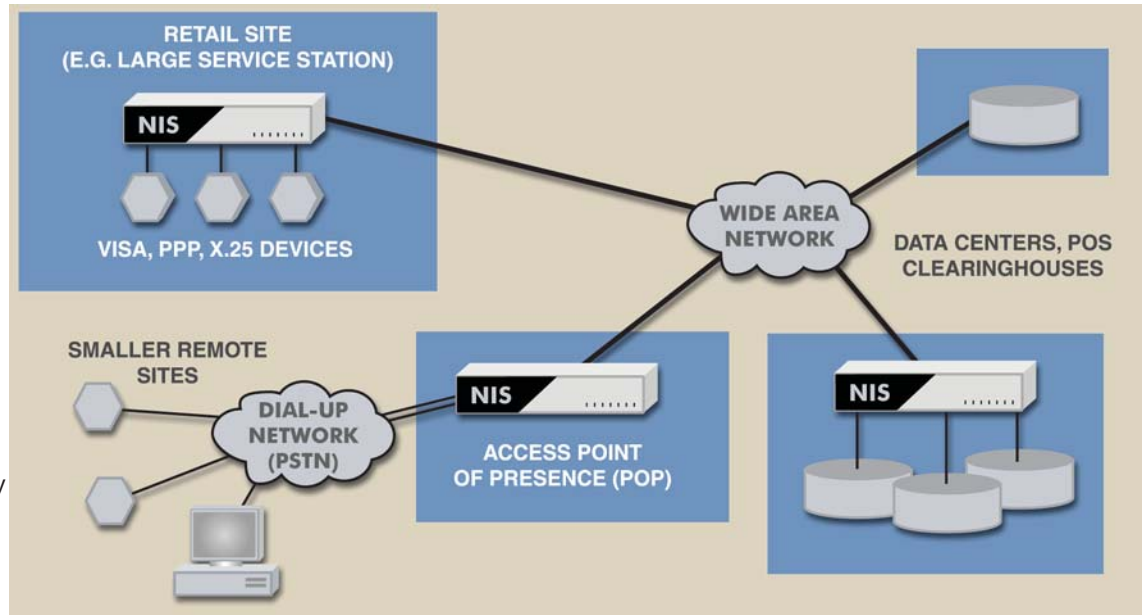 RETAIL SITE
(E.G. LARGE SERVICE STATION)
NIS
VISA, PPP, X.25 DEVICES
WIDE AREA
NETWORK
DATA CENTERS, POS
CLEARINGHOUSES
SMALLER REMOTE
SITES
DIAL-UP
NETWORK
(PSTN)
NIS
ACCESS POINT
OF PRESENCE (POP)
NIS